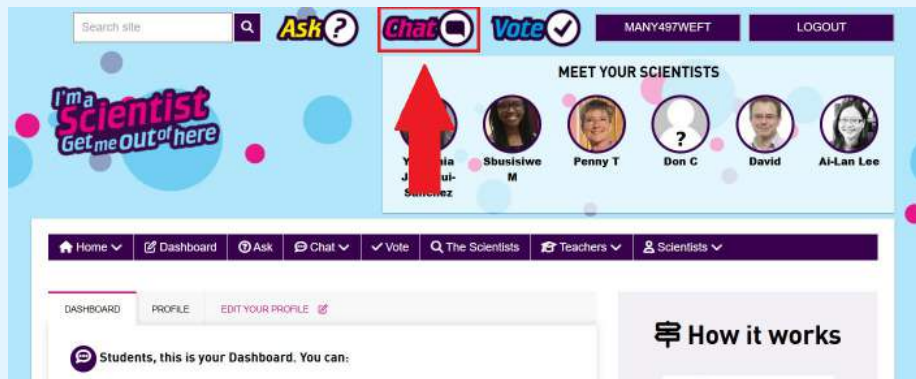 Search site
Ask ?
Chat
Vote
MANY497WEFT
LOGOUT
I'm a
Scientist
Get me OUT of here
MEET YOUR SCIENTISTS
?
Sbusisiwe
M
Penny T
Don C
David
Ai-Lan Lee
Home
Dashboard
Ask
Chat
Vote
The Scientists
Teachers
Scientists
DASHBOARD
PROFILE
EDIT YOUR PROFILE
Students, this is your Dashboard. You can:
How it works